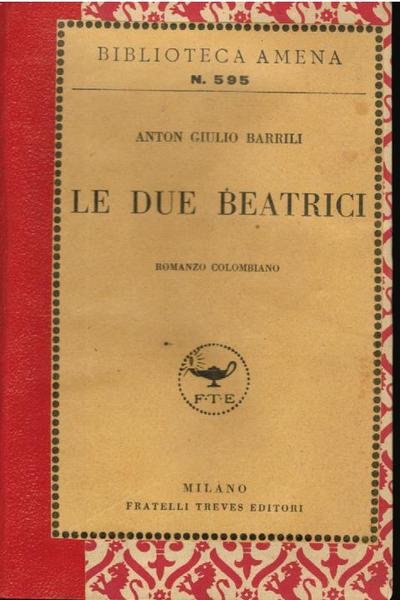 BIBLIOTECA AMENA
N. 595
ANTON GIULIO BARRILI
LE DUE BEATRICI
ROMANZO COLOMBIANO
F·T·E
MILANO
FRATELLI TREVES EDITORI